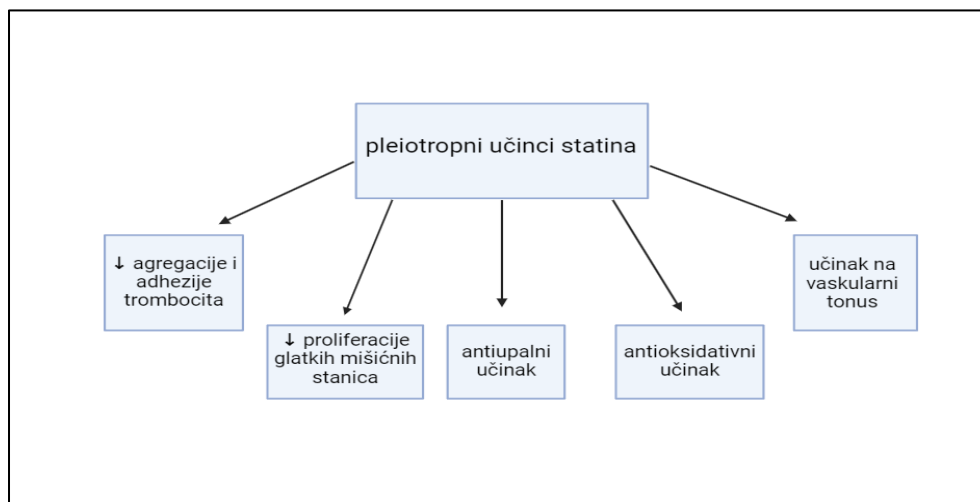 pleiotropni učinci statina
↓ agregacije i
adhezije
trombocita
↓ proliferacije
glatkih mišićnih
stanica
antiupalni
učinak
antioksidativni
učinak
učinak na
vaskularni
tonus